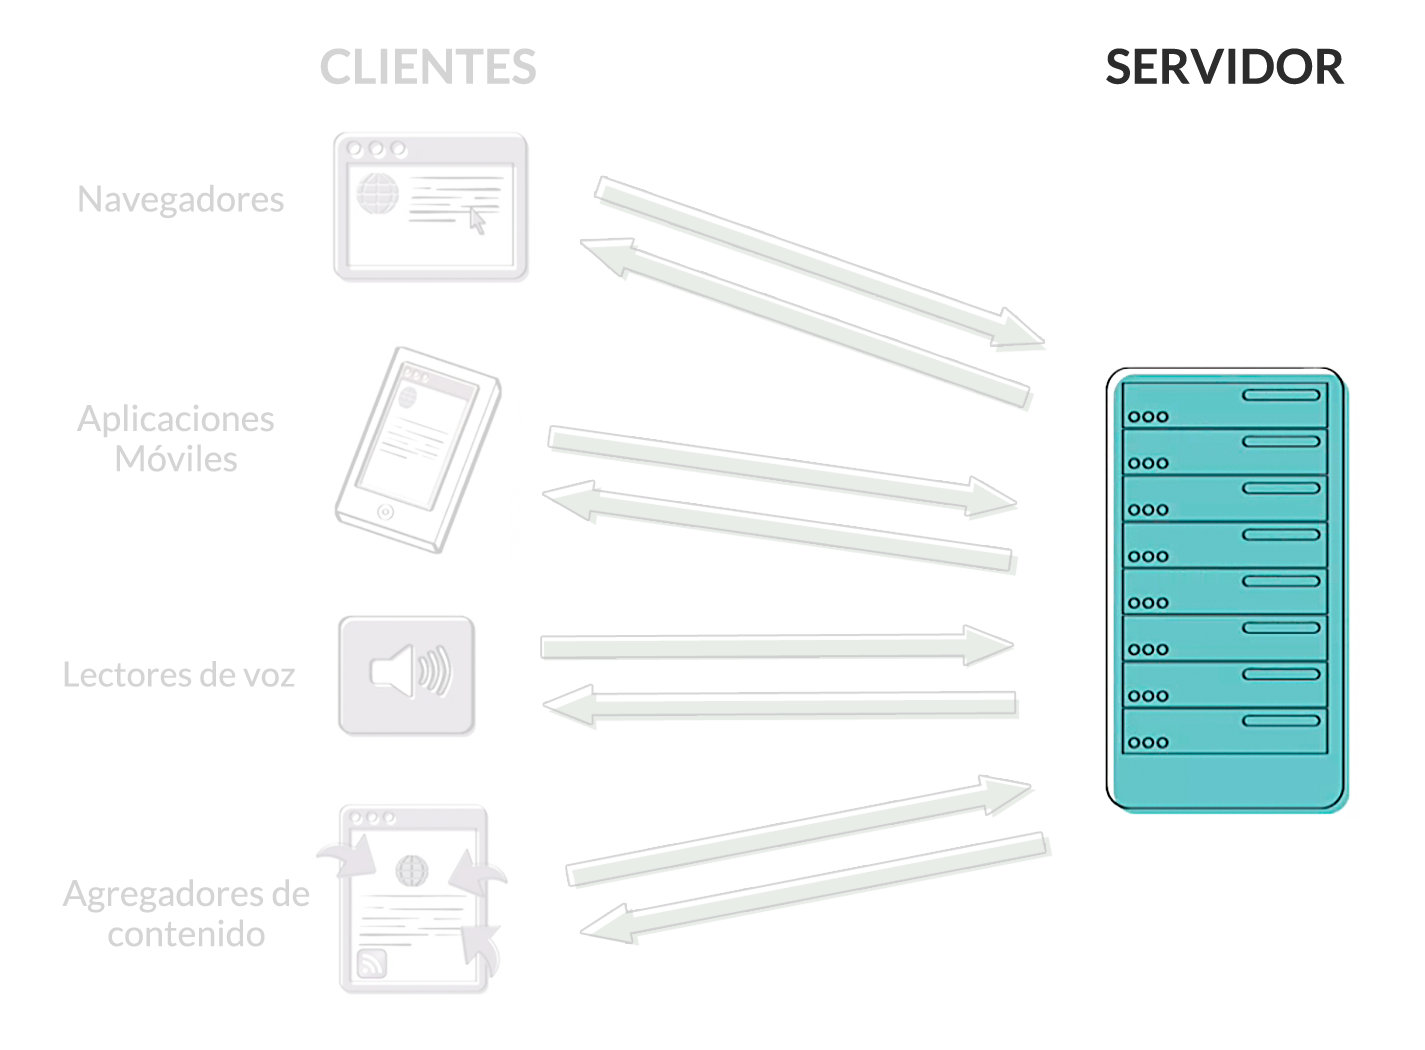 CLIENTES
SERVIDOR
Navegadores
Aplicaciones
Móviles
Lectores de voz
Agregadores de
contenido